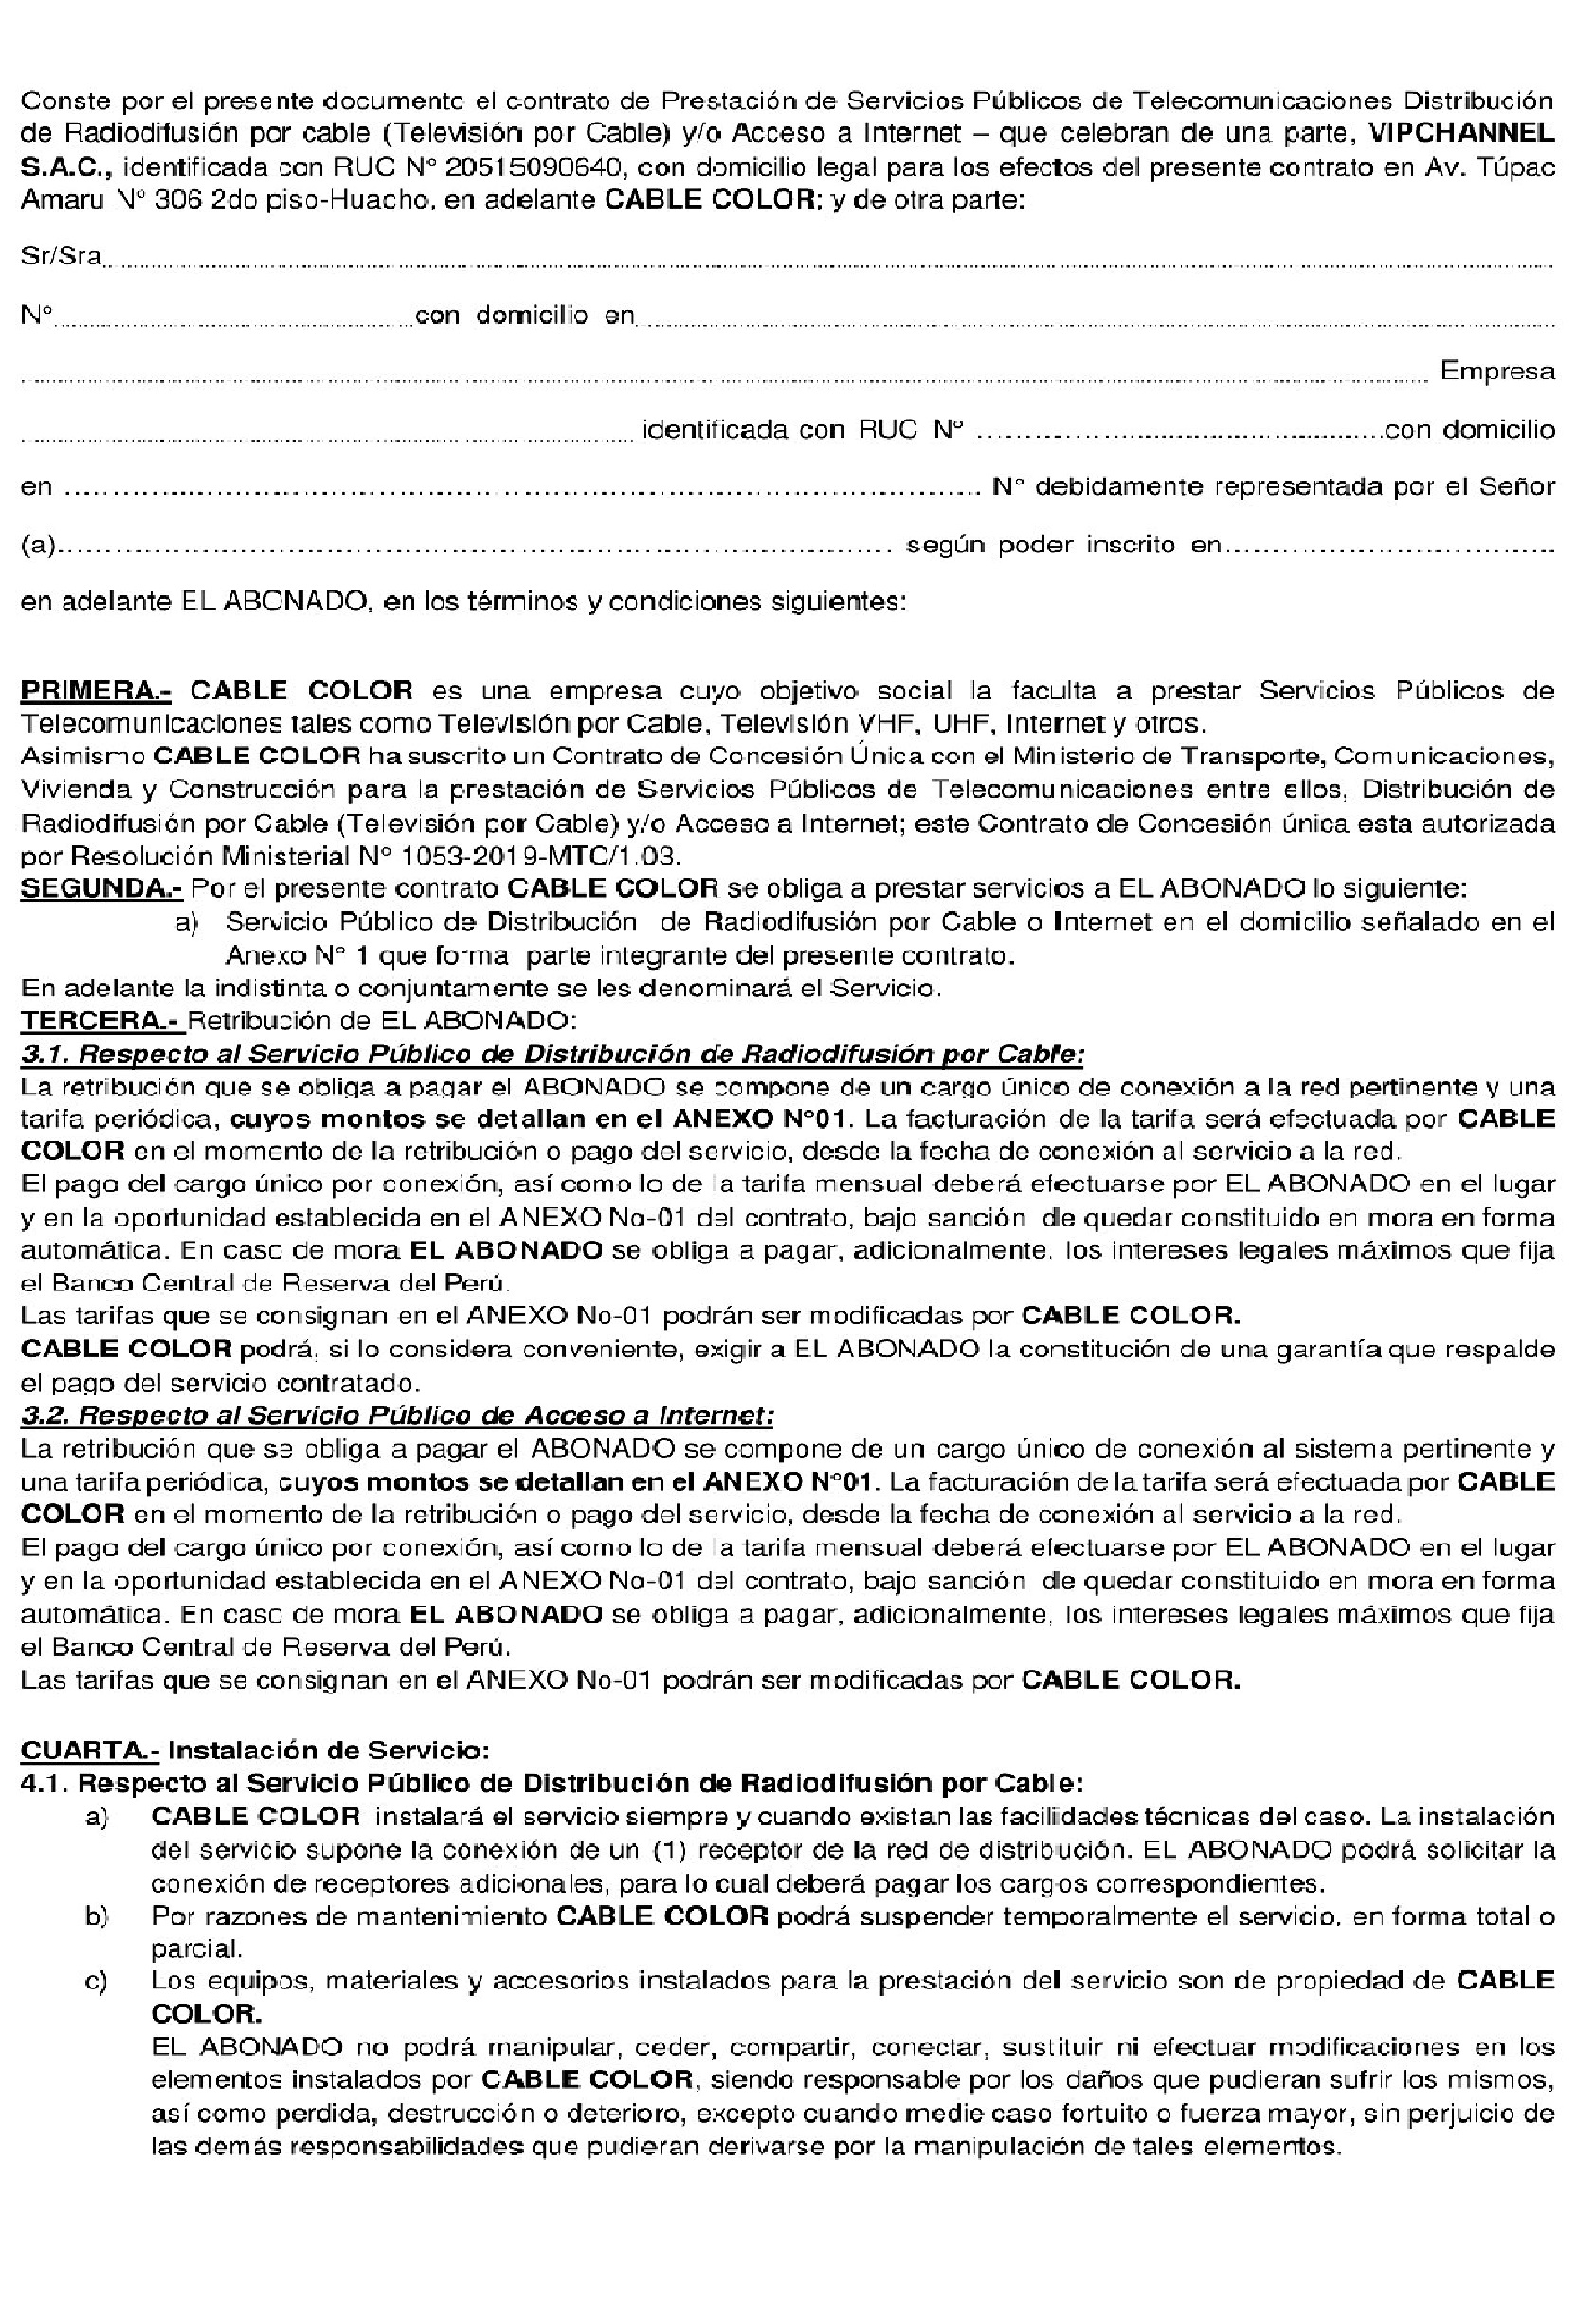 Conste por el presente documento el contrato de Prestación de Servicios Públicos de Telecomunicaciones Distribución
de Radiodifusión por cable (Televisión por Cable) y/o Acceso a Internet – que celebran de una parte, VIPCHANNEL
S.A.C., identificada con RUC Nº 20515090640, con domicilio legal para los efectos del presente contrato en Av. Túpac
Amaru Nº 306 2do piso-Huacho, en adelante CABLE COLOR; y de otra parte:
Sr/Sra................................................................
Nº................................con domicilio en................................................
................................................................ Empresa
................................ identificada con RUC Nº ................................con domicilio
en ................................................................ Nº debidamente representada por el Señor
(a)................................................................ según poder inscrito en................................
en adelante EL ABONADO, en los términos y condiciones siguientes:
PRIMERA.- CABLE COLOR es una empresa cuyo objetivo social la faculta a prestar Servicios Públicos de
Telecomunicaciones tales como Televisión por Cable, Televisión VHF, UHF, Internet y otros.
Asimismo CABLE COLOR ha suscrito un Contrato de Concesión Única con el Ministerio de Transporte, Comunicaciones,
Vivienda y Construcción para la prestación de Servicios Públicos de Telecomunicaciones entre ellos, Distribución de
Radiodifusión por Cable (Televisión por Cable) y/o Acceso a Internet; este Contrato de Concesión única esta autorizada
por Resolución Ministerial Nº 1053-2019-MTC/1.03.
SEGUNDA.- Por el presente contrato CABLE COLOR se obliga a prestar servicios a EL ABONADO lo siguiente:
a) Servicio Público de Distribución de Radiodifusión por Cable o Internet en el domicilio señalado en el
Anexo N° 1 que forma parte integrante del presente contrato.
En adelante la indistinta o conjuntamente se les denominará el Servicio.
TERCERA.- Retribución de EL ABONADO:
3.1. Respecto al Servicio Público de Distribución de Radiodifusión por Cable:
La retribución que se obliga a pagar el ABONADO se compone de un cargo único de conexión a la red pertinente y una
tarifa periódica, cuyos montos se detallan en el ANEXO N°01. La facturación de la tarifa será efectuada por CABLE
COLOR en el momento de la retribución o pago del servicio, desde la fecha de conexión al servicio a la red.
El pago del cargo único por conexión, así como lo de la tarifa mensual deberá efectuarse por EL ABONADO en el lugar
y en la oportunidad establecida en el ANEXO No-01 del contrato, bajo sanción de quedar constituido en mora en forma
automática. En caso de mora EL ABONADO se obliga a pagar, adicionalmente, los intereses legales máximos que fija
el Banco Central de Reserva del Perú.
Las tarifas que se consignan en el ANEXO No-01 podrán ser modificadas por CABLE COLOR.
CABLE COLOR podrá, si lo considera conveniente, exigir a EL ABONADO la constitución de una garantía que respalde
el pago del servicio contratado.
3.2. Respecto al Servicio Público de Acceso a Internet:
La retribución que se obliga a pagar el ABONADO se compone de un cargo único de conexión al sistema pertinente y
una tarifa periódica, cuyos montos se detallan en el ANEXO N°01. La facturación de la tarifa será efectuada por CABLE
COLOR en el momento de la retribución o pago del servicio, desde la fecha de conexión al servicio a la red.
El pago del cargo único por conexión, así como lo de la tarifa mensual deberá efectuarse por EL ABONADO en el lugar
y en la oportunidad establecida en el ANEXO No-01 del contrato, bajo sanción de quedar constituido en mora en forma
automática. En caso de mora EL ABONADO se obliga a pagar, adicionalmente, los intereses legales máximos que fija
el Banco Central de Reserva del Perú.
Las tarifas que se consignan en el ANEXO No-01 podrán ser modificadas por CABLE COLOR.
CUARTA.- Instalación de Servicio:
4.1. Respecto al Servicio Público de Distribución de Radiodifusión por Cable:
a) CABLE COLOR instalará el servicio siempre y cuando existan las facilidades técnicas del caso. La instalación
del servicio supone la conexión de un (1) receptor de la red de distribución. EL ABONADO podrá solicitar la
conexión de receptores adicionales, para lo cual deberá pagar los cargos correspondientes.
b) Por razones de mantenimiento CABLE COLOR podrá suspender temporalmente el servicio, en forma total o
parcial.
c) Los equipos, materiales y accesorios instalados para la prestación del servicio son de propiedad de CABLE
COLOR.
EL ABONADO no podrá manipular, ceder, compartir, conectar, sustituir ni efectuar modificaciones en los
elementos instalados por CABLE COLOR, siendo responsable por los daños que pudieran sufrir los mismos,
así como perdida, destrucción o deterioro, excepto cuando medie caso fortuito o fuerza mayor, sin perjuicio de
las demás responsabilidades que pudieran derivarse por la manipulación de tales elementos.